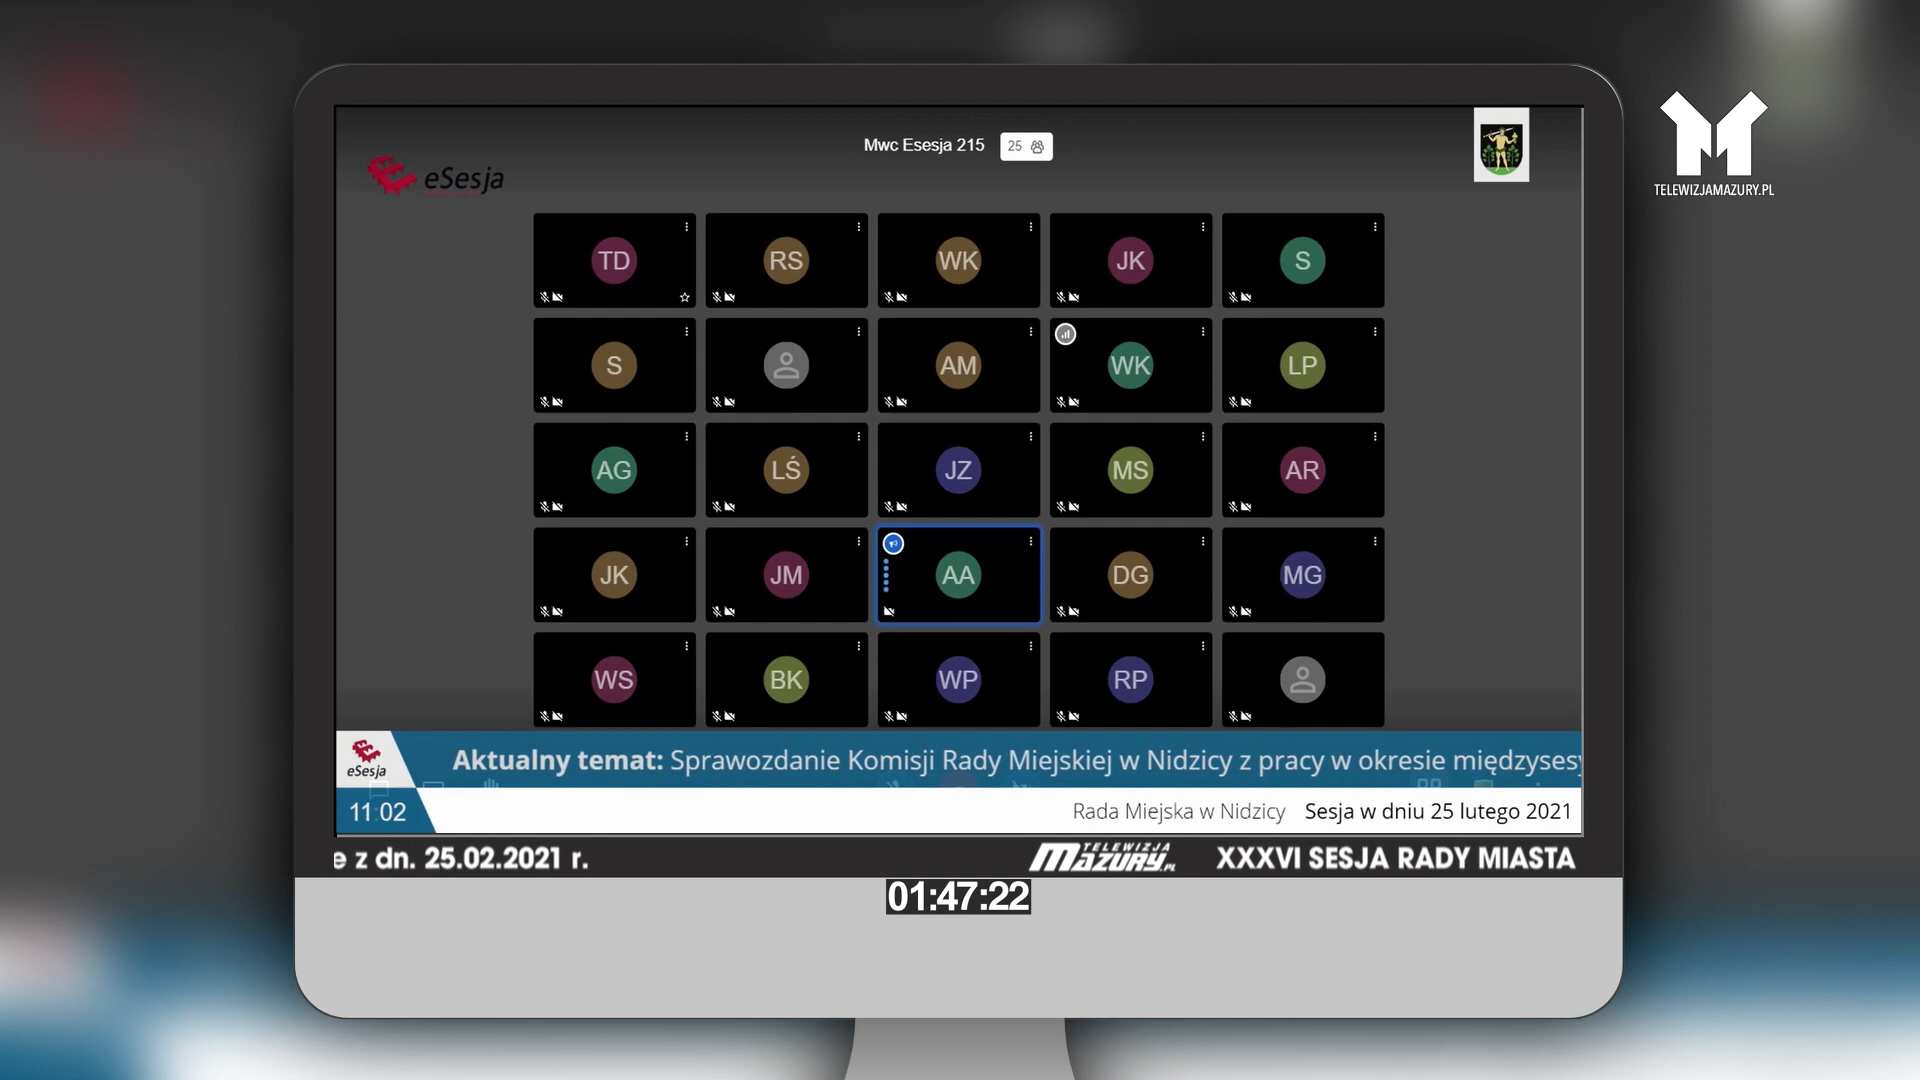 Mwc Esesja 215 25
eSesja
TELEWIZJAMAZURY.PL
TD RS WK JK S
S AM WK LP
AG LŚ JZ MS AR
JK JM AA DG MG
WS BK WP RP
eSesja
Aktualny temat: Sprawozdanie Komisji Rady Miejskiej w Nidzicy z pracy w okresie międzysesy
11:02
Rada Miejska w Nidzicy Sesja w dniu 25 lutego 2021
e z dn. 25.02.2021 r. TELEWIZJA MAZURY.PL XXXVI SESJA RADY MIASTA
01:47:22